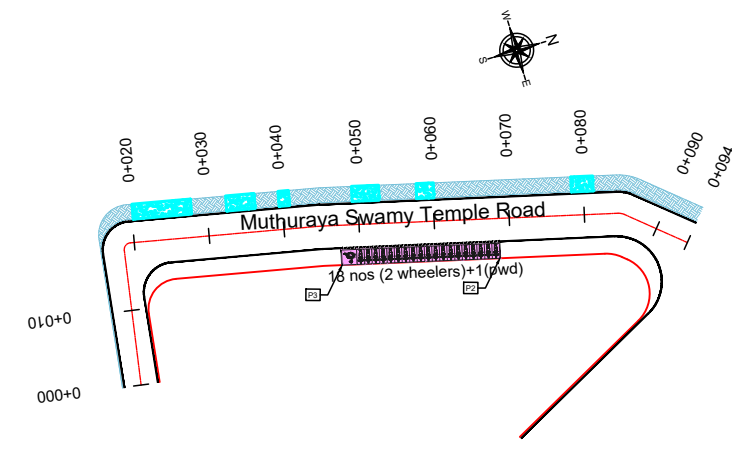 W
N
S
E
0+020
0+030
0+040
0+050
0+060
0+070
0+080
0+090
0+094
Muthuraya Swamy Temple Road
18 nos (2 wheelers)+1(pwd)
P3
P2
0+010
0+000